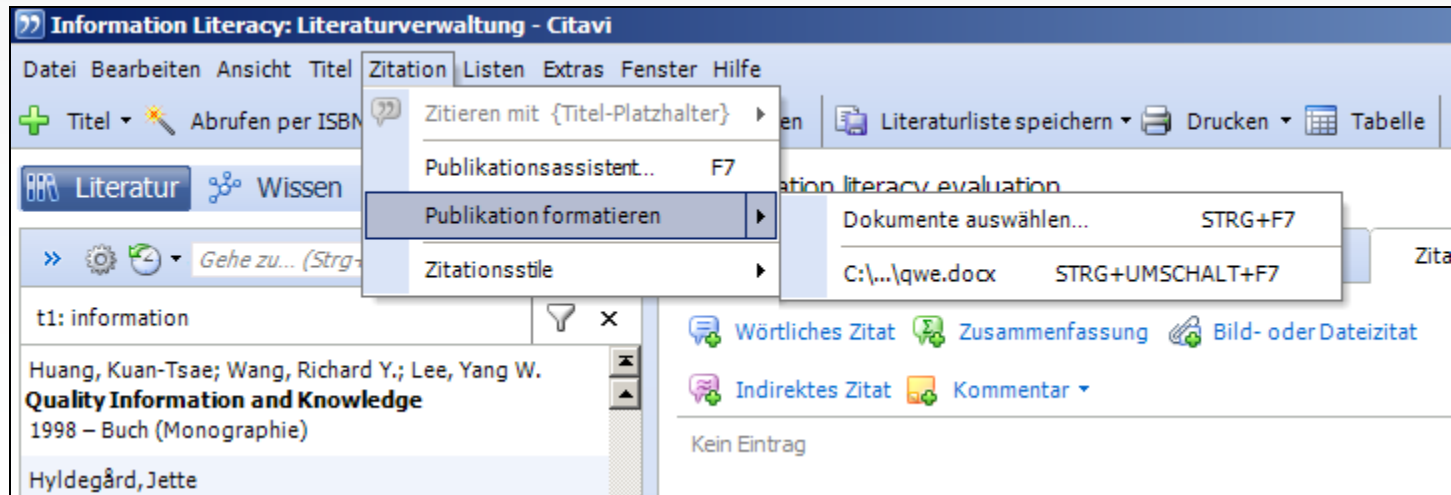 Information Literacy: Literaturverwaltung - Citavi
Datei Bearbeiten Ansicht Titel Zitation Listen Extras Fenster Hilfe
Titel Abrufen per ISBN Literaturliste speichern Drucken Tabelle
Zitieren mit {Titel-Platzhalter}
Publikationsassistent... F7
Publikation formatieren
Zitationsstile
Dokumente auswählen... STRG+F7
C:\...\qwe.docx STRG+UMSCHALT+F7
Literatur Wissen literacy evaluation
Gehe zu... (Strg+
t1: information
Huang, Kuan-Tsae; Wang, Richard Y.; Lee, Yang W.
Quality Information and Knowledge
1998 – Buch (Monographie)
Hyldegård, Jette
Wörtliches Zitat Zusammenfassung Bild- oder Dateizitat
Indirektes Zitat Kommentar
Kein Eintrag